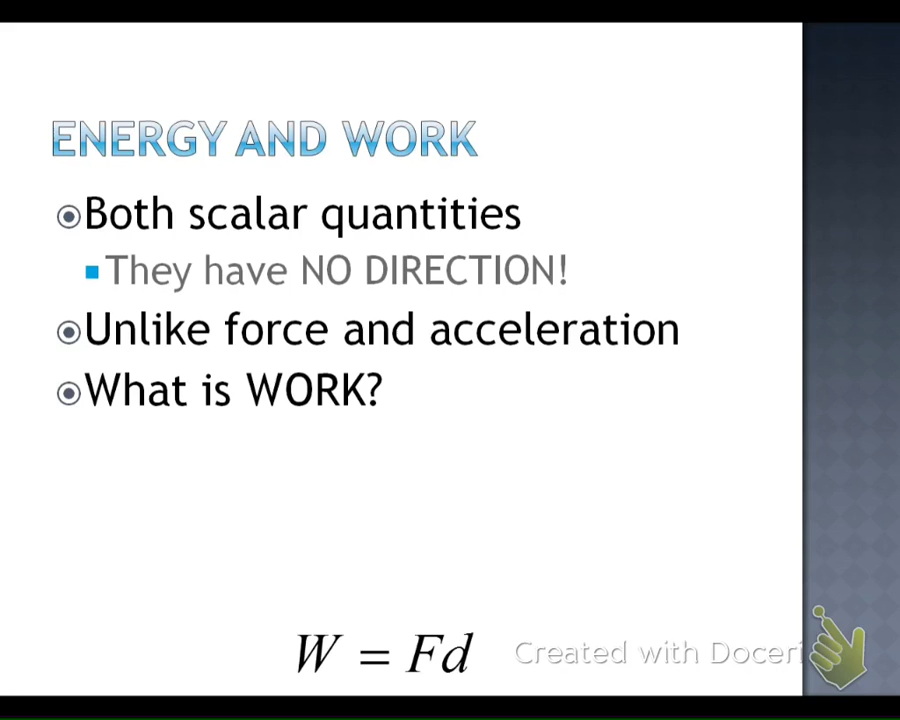 ENERGY AND WORK
Both scalar quantities
They have NO DIRECTION!
Unlike force and acceleration
What is WORK?
W = Fd
Created with Doceri